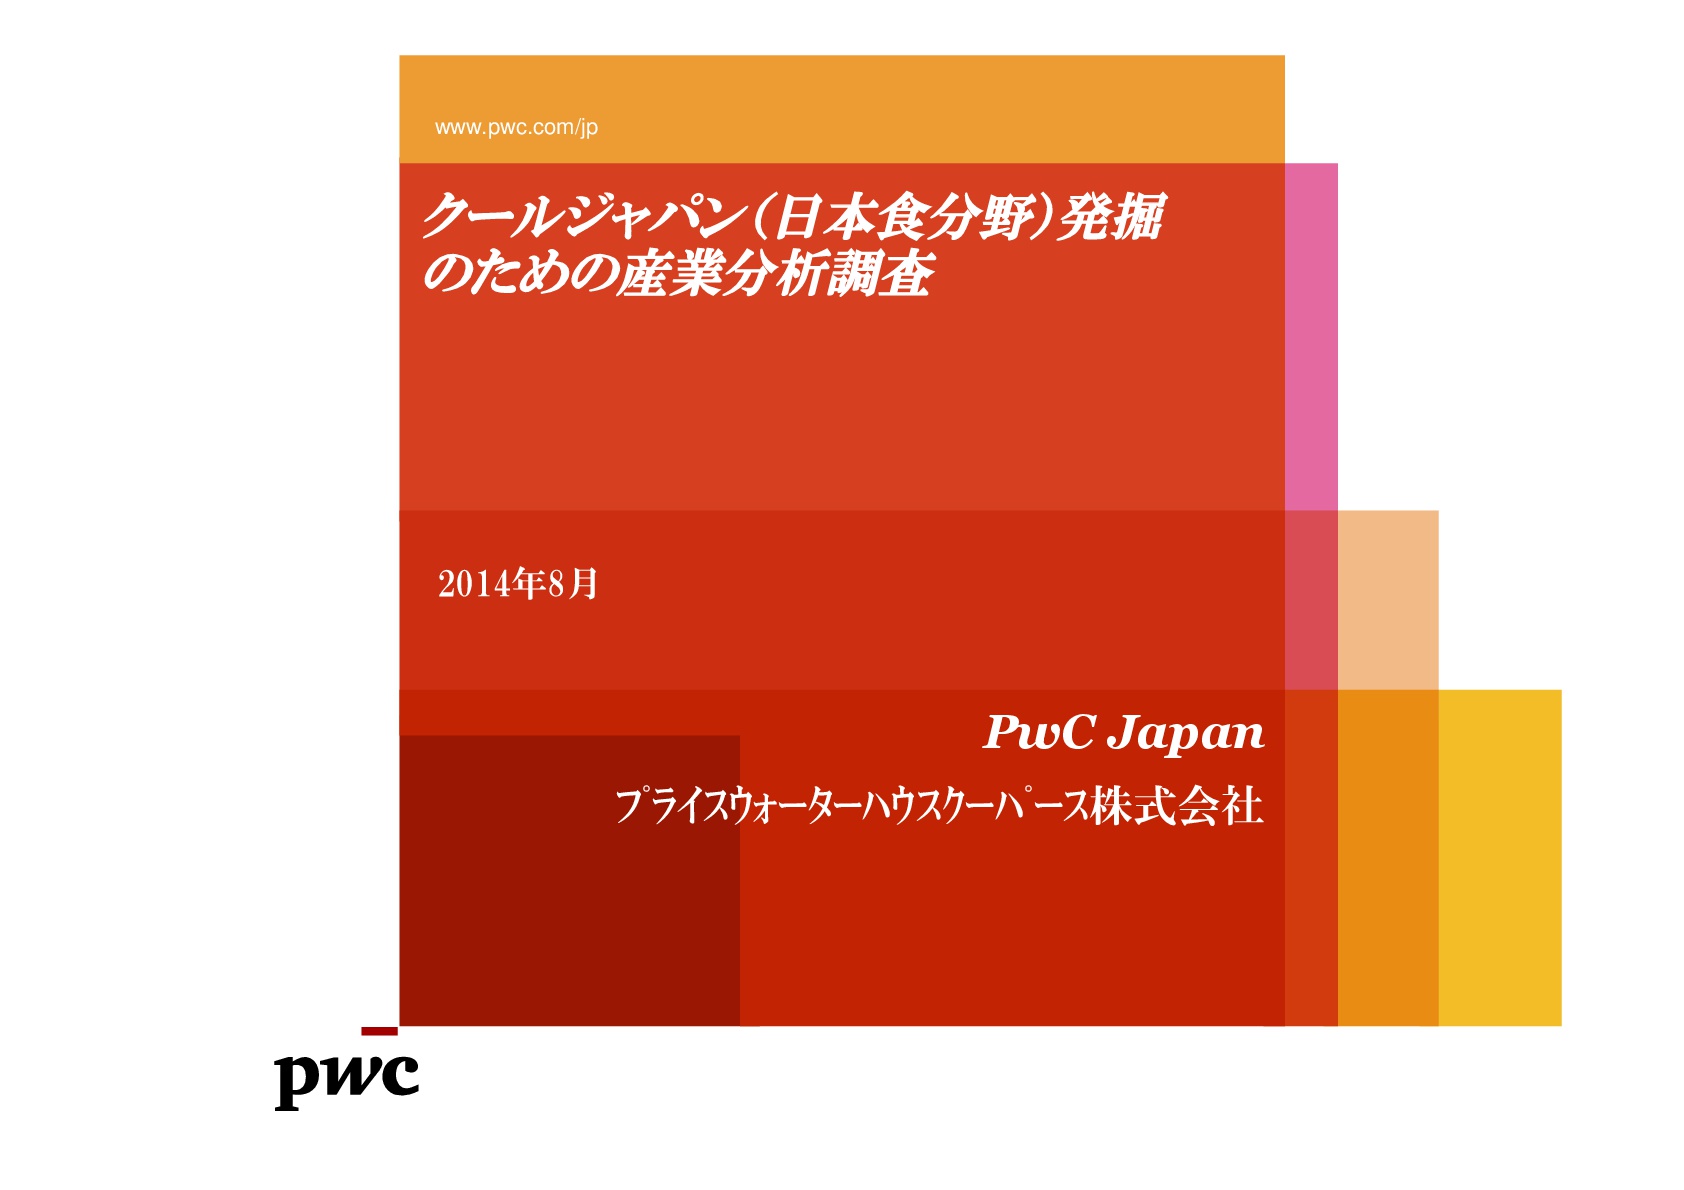 www.pwc.com/jp
クールジャパン（日本食分野）発掘
のための産業分析調査
2014年8月
PwC Japan
プライスウォーターハウスクーパース株式会社
pwc